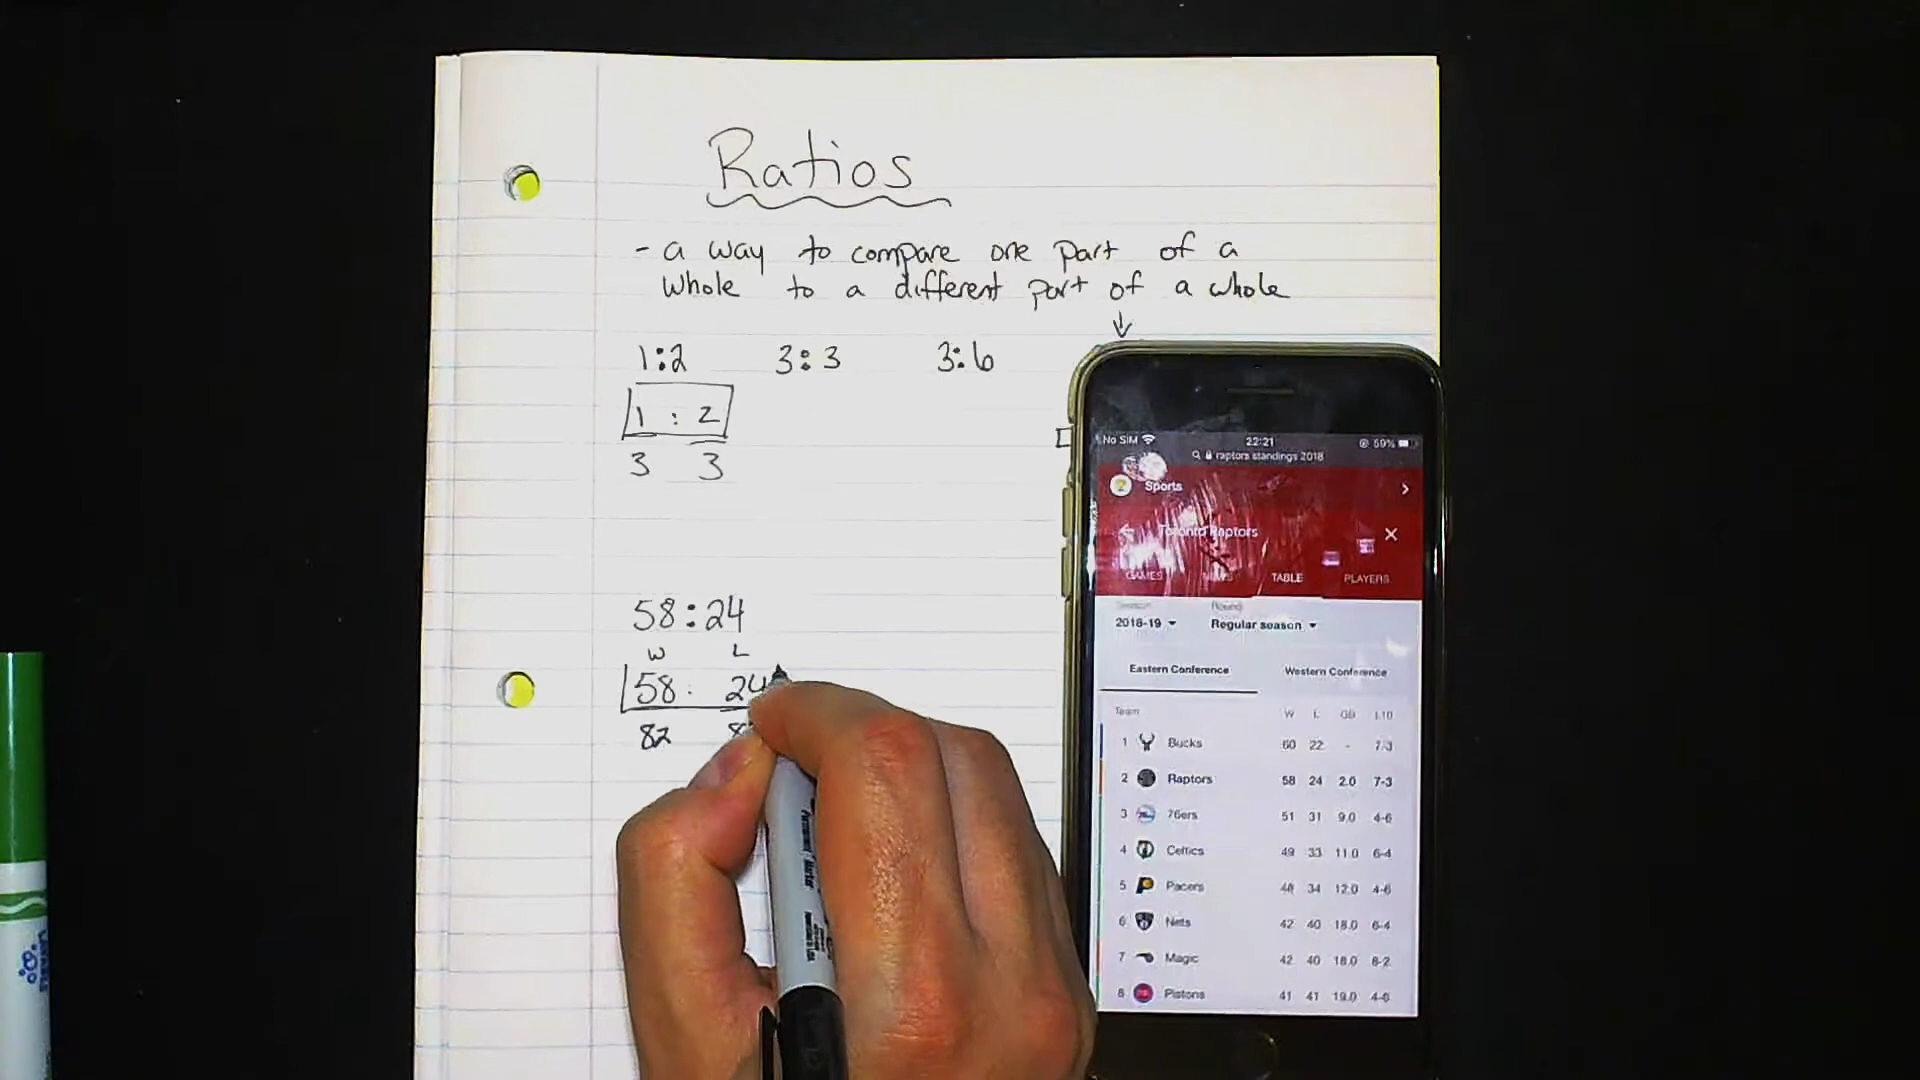 Ratios
- a way to compare one part of a
whole to a different part of a whole
1:2 3:3 3:6
1 : 2
3 3
58:24
W L
58 : 24
82
No SIM 22:21 59%
raptors standings 2018
Sports
Toronto Raptors
GAMES NEWS TABLE PLAYERS
Season Round
2018-19 Regular season
Eastern Conference Western Conference
Team W L GB L10
1 Bucks 60 22 - 7-3
2 Raptors 58 24 2.0 7-3
3 76ers 51 31 9.0 4-6
4 Celtics 49 33 11.0 6-4
5 Pacers 48 34 12.0 4-6
6 Nets 42 40 18.0 6-4
7 Magic 42 40 18.0 8-2
8 Pistons 41 41 19.0 4-6
Permanent Marker